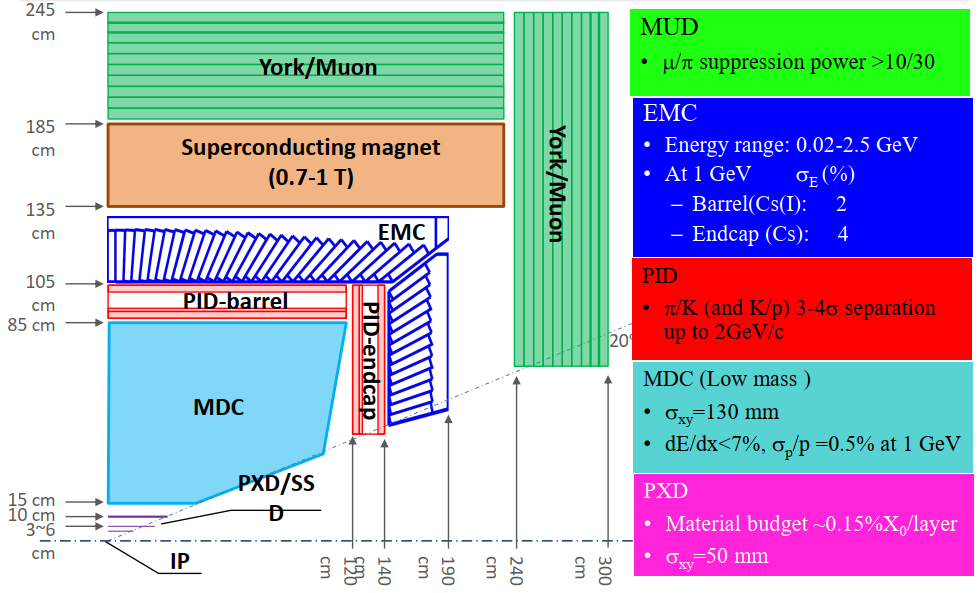 245
cm
York/Muon
185
cm
Superconducting magnet
(0.7-1 T)
135
cm
EMC
105
cm
PID-barrel
85 cm
PID-endcap
MDC
York/Muon
20°
15 cm
10 cm
3~6
cm
PXD/SS
D
IP
120
cm
140
cm
190
cm
240
cm
300
cm
MUD
• μ/π suppression power >10/30
EMC
• Energy range: 0.02-2.5 GeV
• At 1 GeV σE (%)
– Barrel(Cs(I): 2
– Endcap (Cs): 4
PID
• π/K (and K/p) 3-4σ separation
up to 2GeV/c
MDC (Low mass )
• σxy=130 mm
• dE/dx<7%, σp/p =0.5% at 1 GeV
PXD
• Material budget ~0.15%X0/layer
• σxy=50 mm